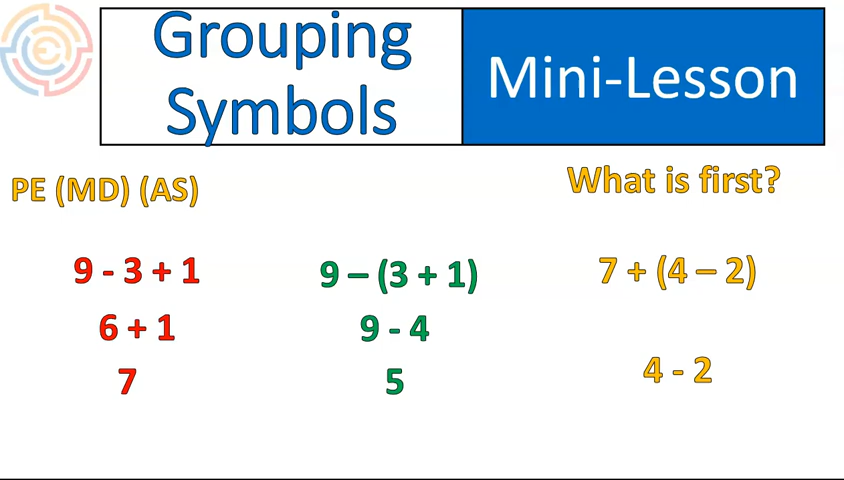 Grouping
Symbols
Mini-Lesson
PE (MD) (AS)
What is first?
9 - 3 + 1
6 + 1
7
9 – (3 + 1)
9 - 4
5
7 + (4 – 2)
4 - 2